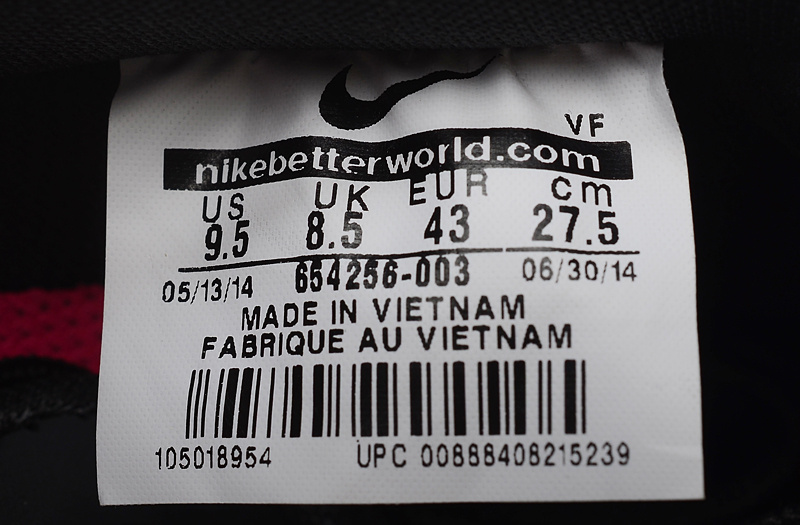 VF
nikebetterworld.com
US UK EUR cm
9.5 8.5 43 27.5
05/13/14 654256-003 06/30/14
MADE IN VIETNAM
FABRIQUE AU VIETNAM
105018954 UPC 00888408215239